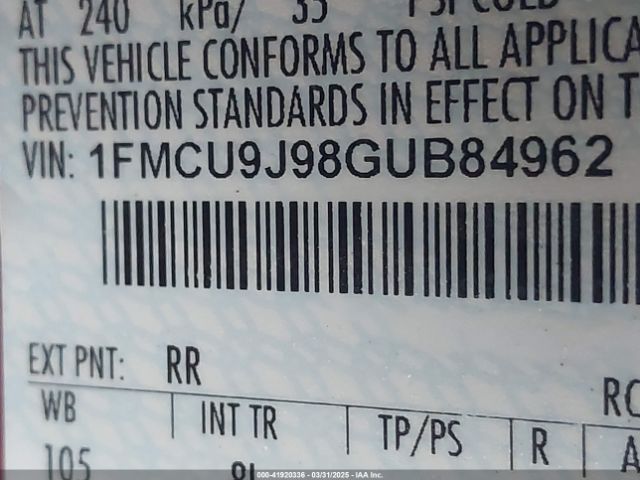 AT 240 kPa/ 35 PSI COLD
THIS VEHICLE CONFORMS TO ALL APPLICA
PREVENTION STANDARDS IN EFFECT ON T
VIN: 1FMCU9J98GUB84962
EXT PNT: RR
RC
WB INT TR TP/PS R A
105
000-41920336 - 03/31/2025 - IAA Inc.